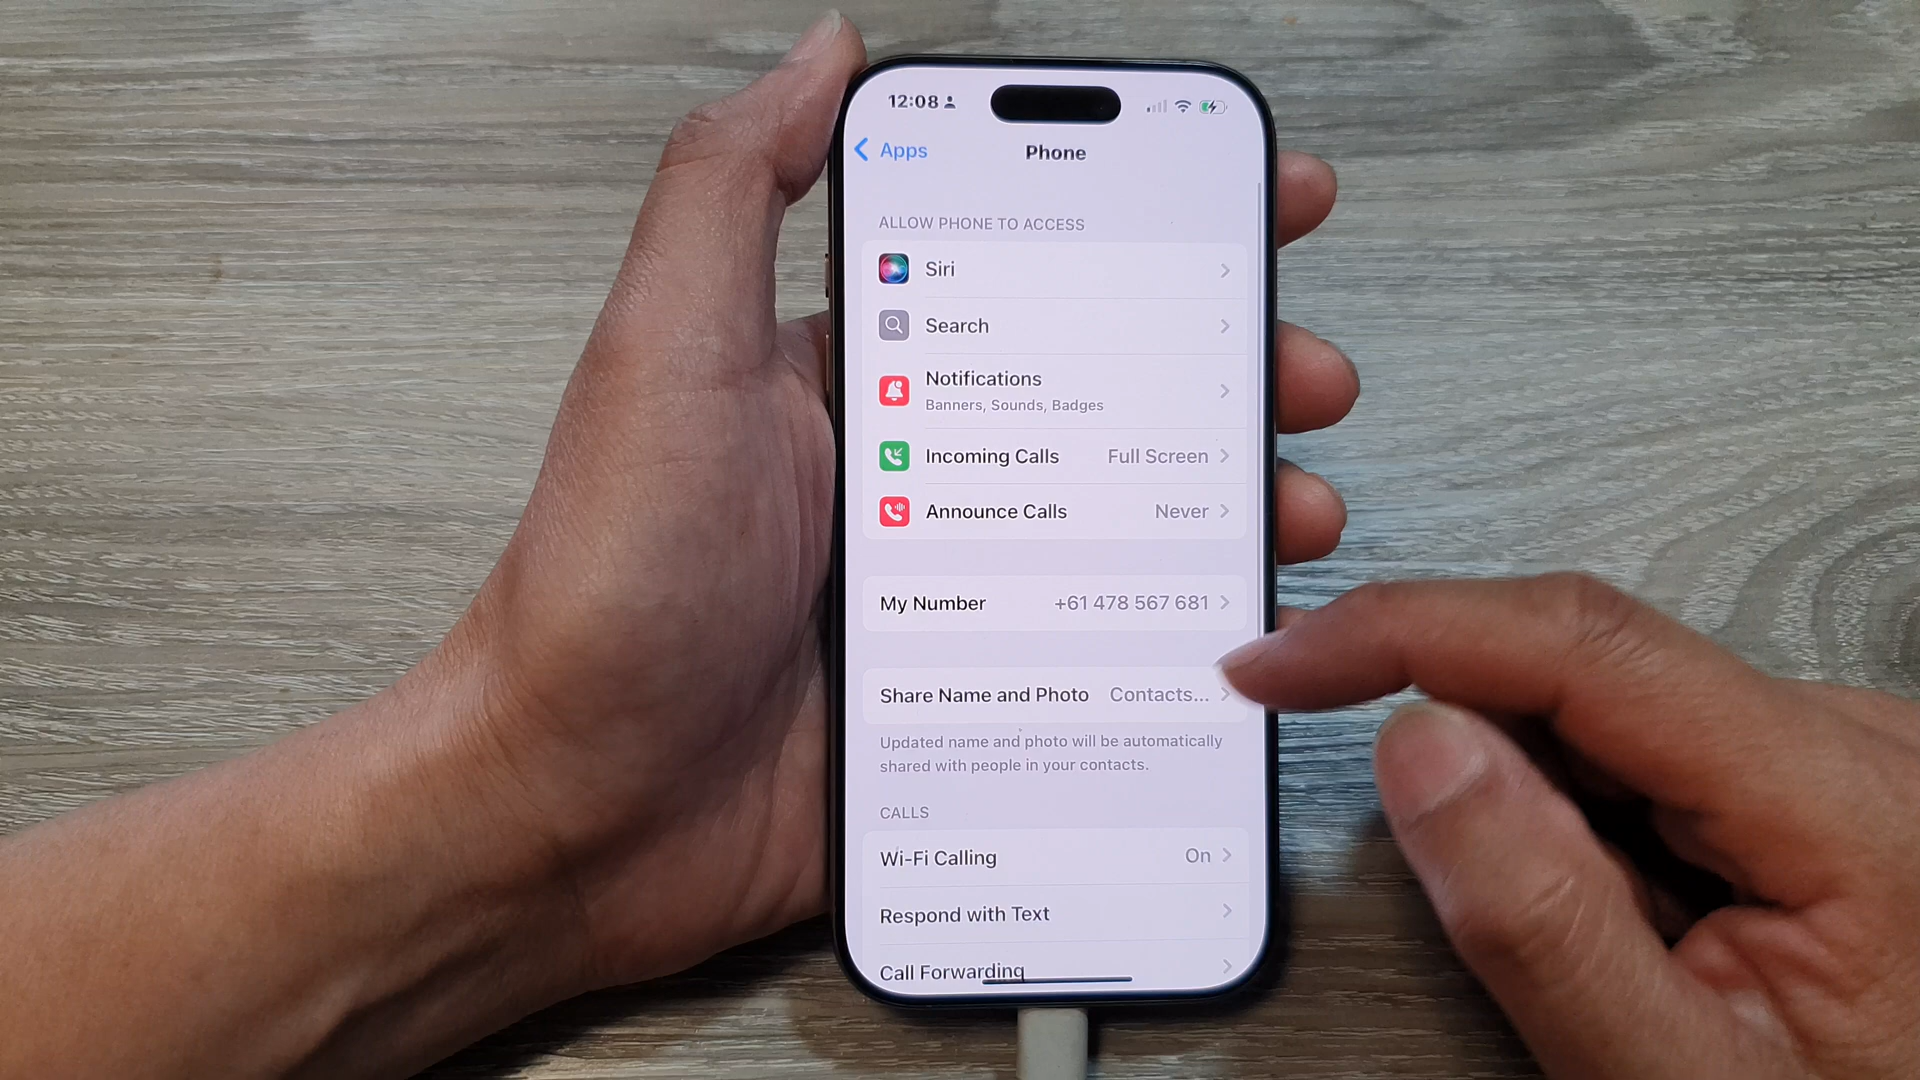 12:08
Apps
Phone
ALLOW PHONE TO ACCESS
Siri
Search
Notifications
Banners, Sounds, Badges
Incoming Calls Full Screen
Announce Calls Never
My Number +61 478 567 681
Share Name and Photo Contacts...
Updated name and photo will be automatically
shared with people in your contacts.
CALLS
Wi-Fi Calling On
Respond with Text
Call Forwarding